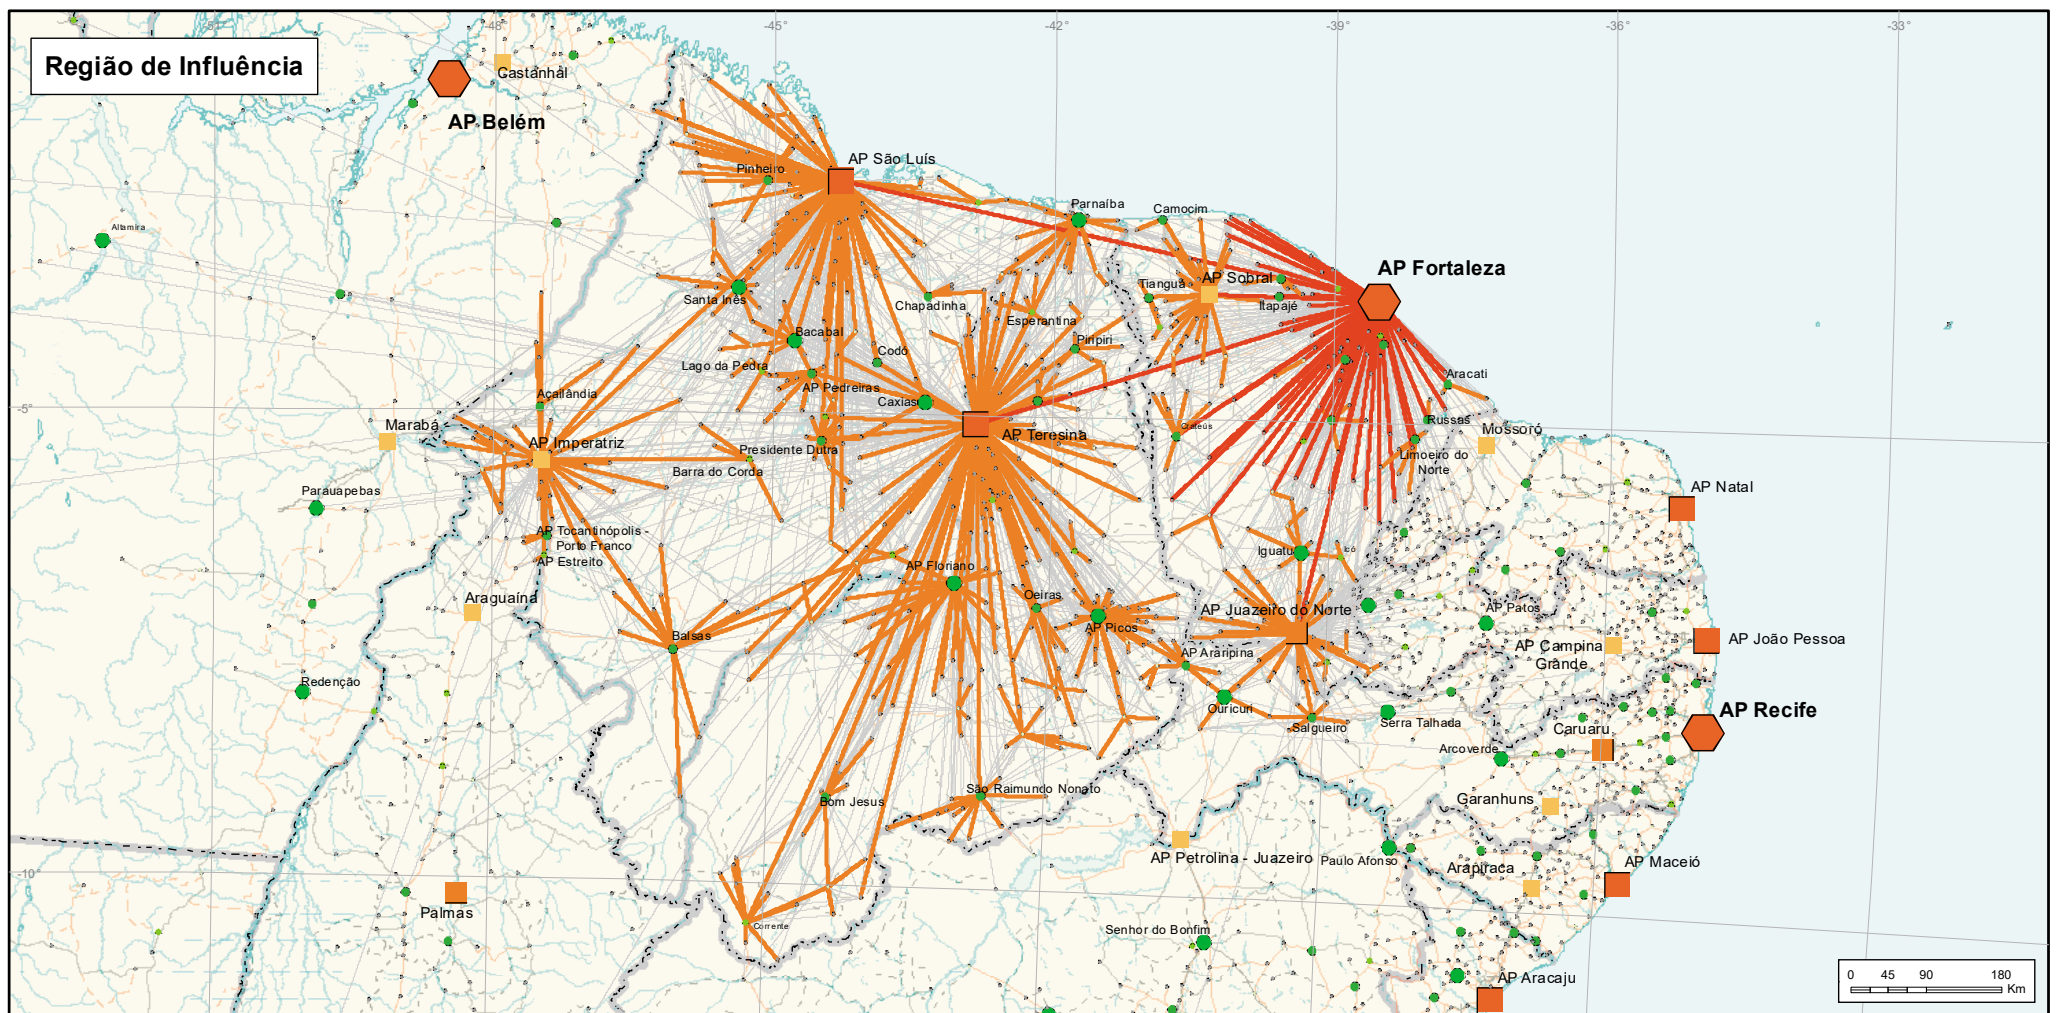 -51°
-48°
-45°
-42°
-39°
-36°
-33°
Região de Influência
Castanhal
AP Belém
AP São Luís
Pinheiro
Parnaíba
Camocim
Altamira
AP Fortaleza
AP Sobral
Tianguá
Itapajé
Santa Inês
Chapadinha
Esperantina
Bacabal
Piripiri
Codó
Lago da Pedra
AP Pedreiras
Aracati
Açailândia
Caxias
-5°
Marabá
AP Imperatriz
AP Teresina
Crateús
Russas
Mossoró
Presidente Dutra
Limoeiro do
Norte
Barra do Corda
Parauapebas
AP Natal
AP Tocantinópolis -
Porto Franco
AP Estreito
Iguatu
Icó
AP Floriano
Oeiras
Araguaína
AP Juazeiro do Norte
AP Patos
AP Picos
Balsas
AP João Pessoa
AP Campina
Grande
AP Araripina
Redenção
Ouricuri
Salgueiro
Serra Talhada
AP Recife
Caruaru
Arcoverde
Bom Jesus
São Raimundo Nonato
Garanhuns
AP Petrolina - Juazeiro
Paulo Afonso
AP Maceió
Arapiraca
-10°
Palmas
Corrente
Senhor do Bonfim
AP Aracaju
0 45 90 180
Km